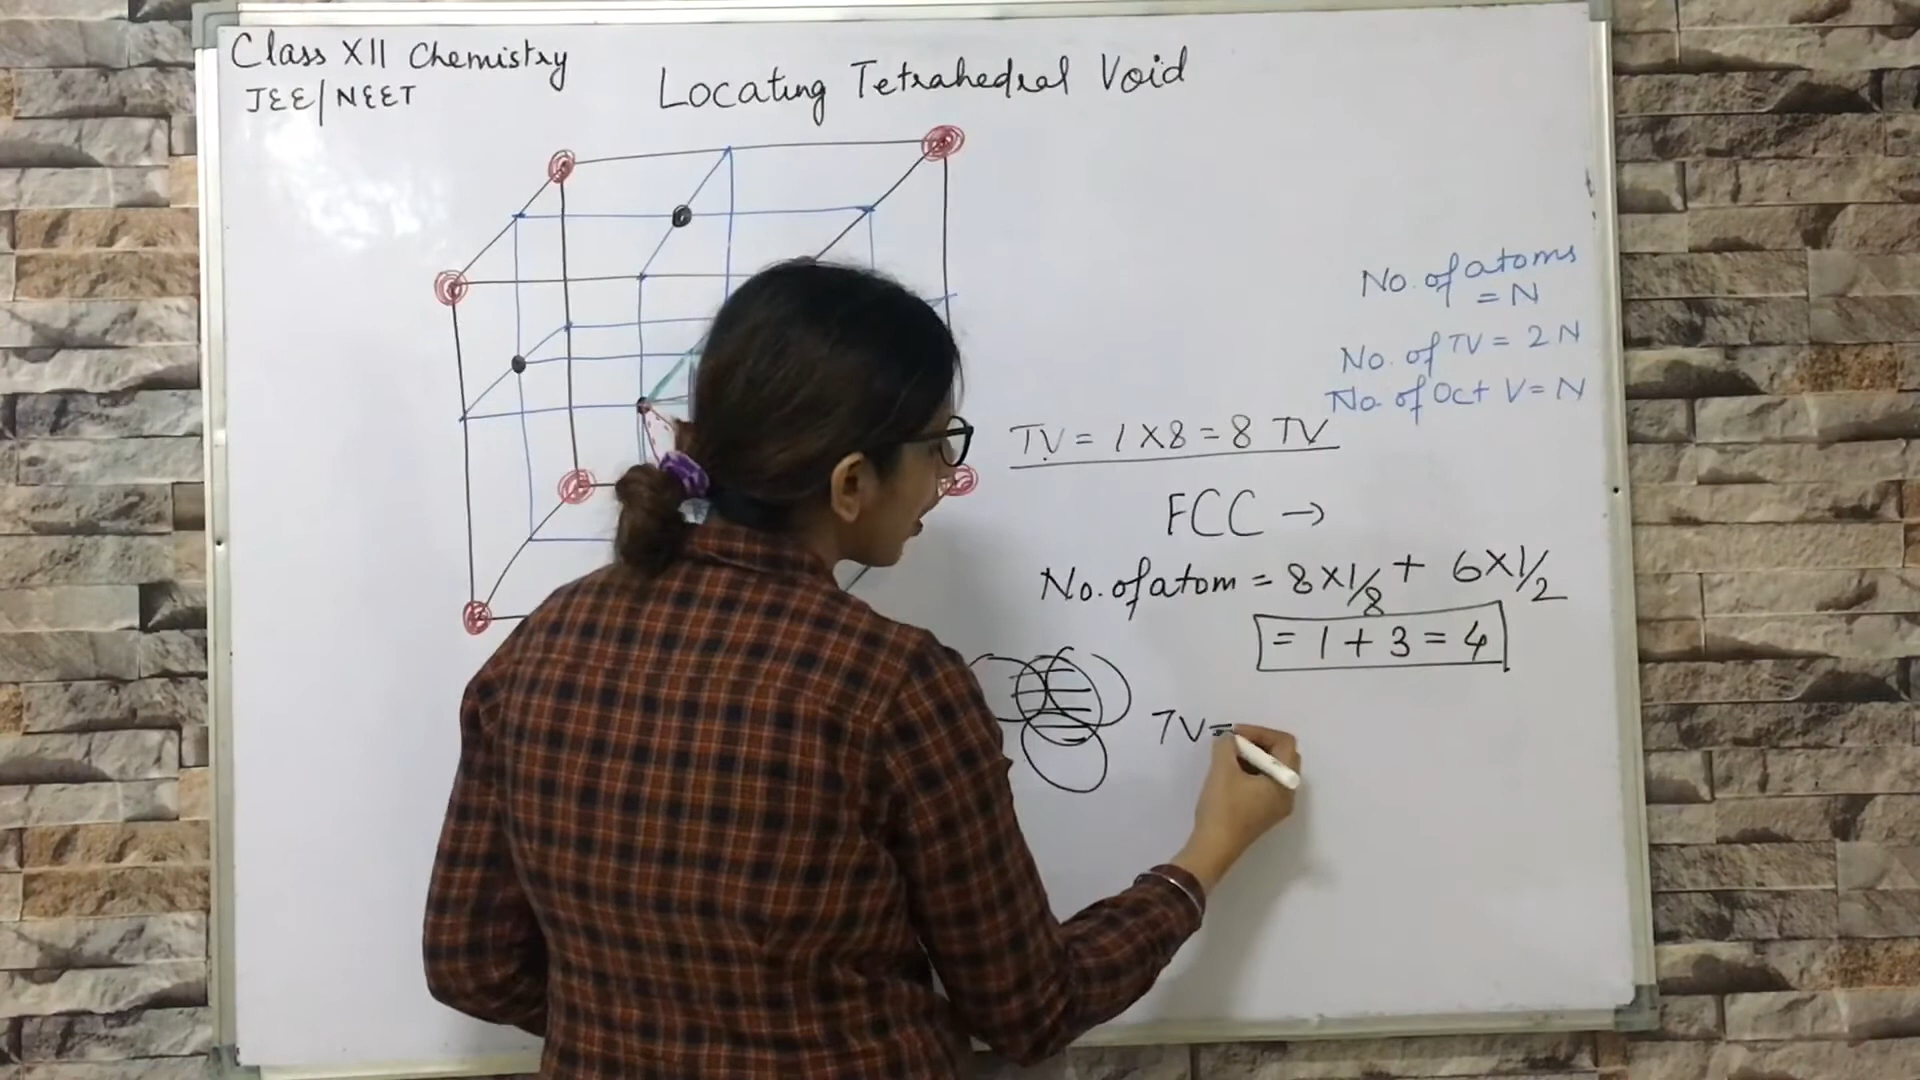 Class XII Chemistry
JEE/NEET
Locating Tetrahedral Void
No. of atoms
= N
No. of TV = 2N
No of Oct V = N
TV = 1 X 8 = 8 TV
FCC →
No. of atom = 8 X 1/8 + 6 X 1/2
= 1 + 3 = 4
TV =